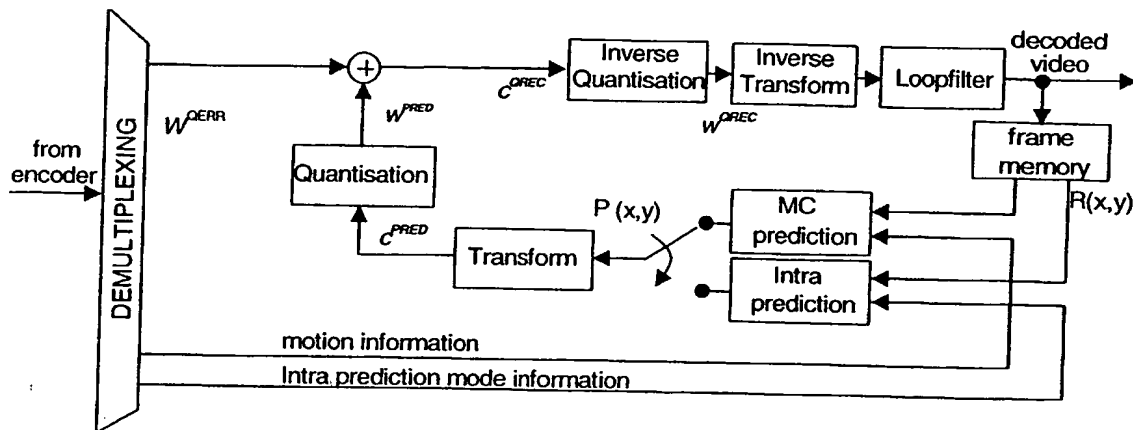 decoded
video
Inverse
Quantisation
Inverse
Transform
Loopfilter
C^QREC
W^QREC
W^QERR
W^PRED
from
encoder
DEMULTIPLEXING
Quantisation
frame
memory
R(x,y)
P (x,y)
MC
prediction
C^PRED
Transform
Intra
prediction
motion information
Intra prediction mode information